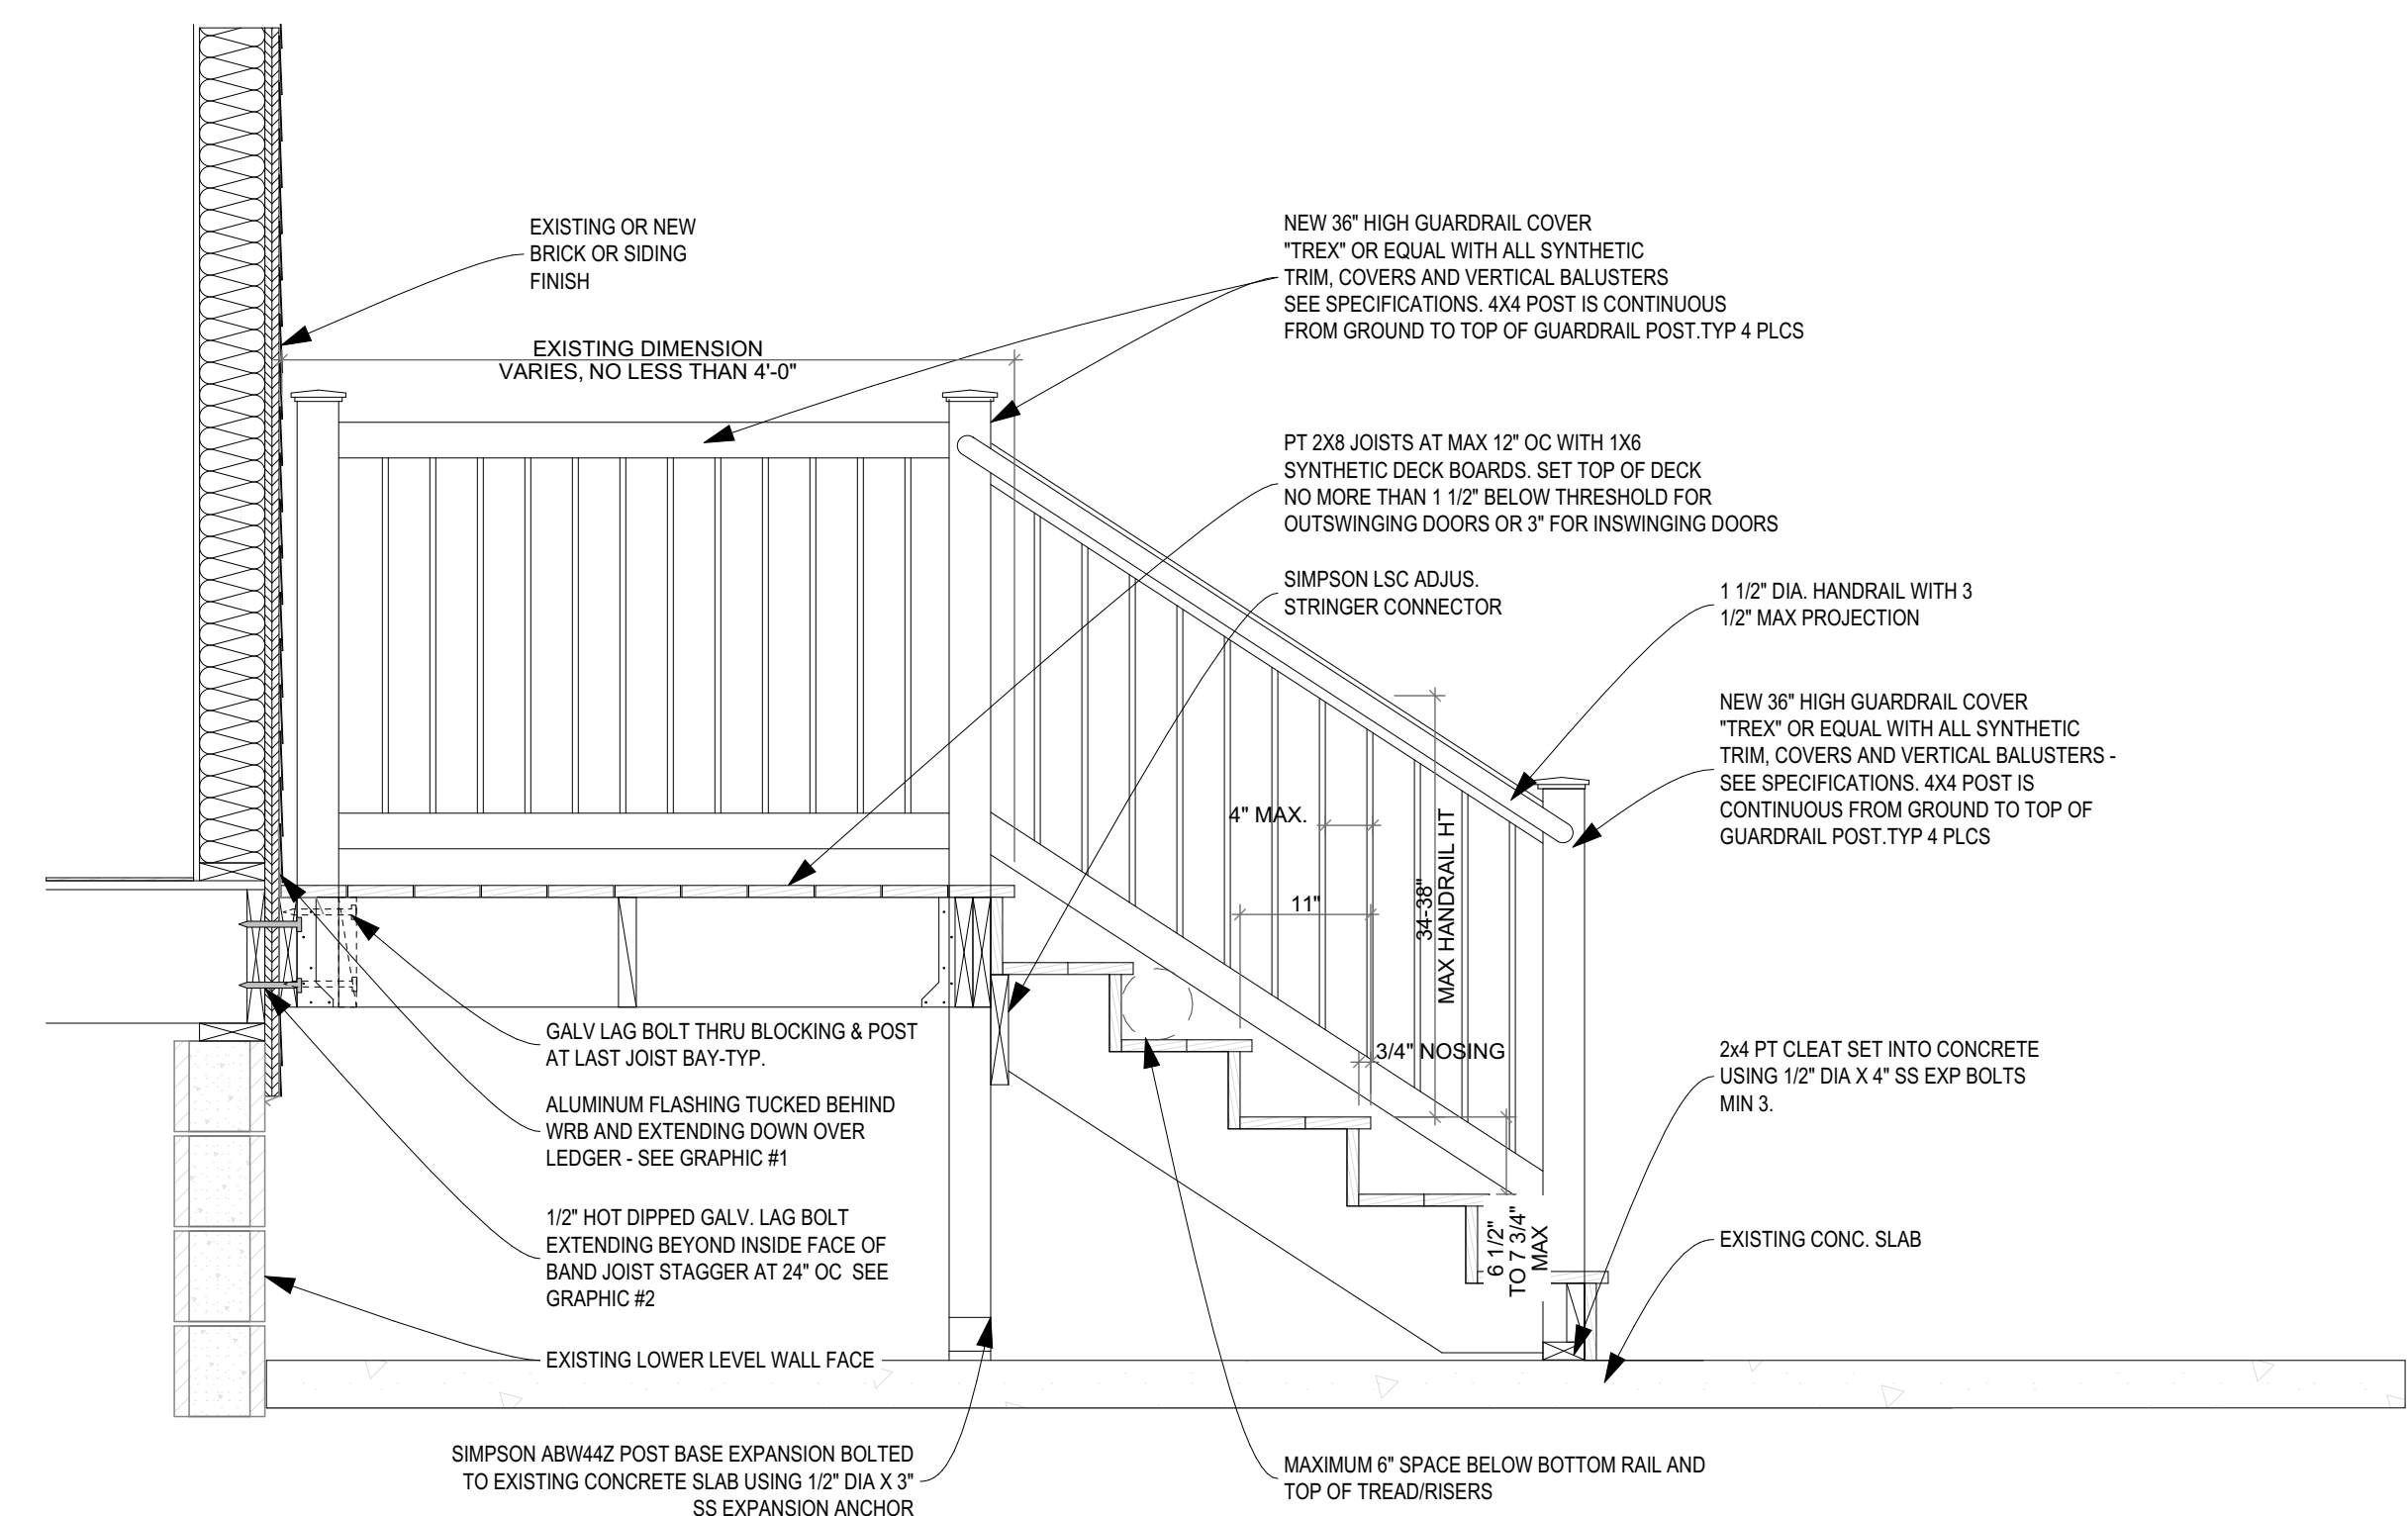 EXISTING OR NEW
BRICK OR SIDING
FINISH
EXISTING DIMENSION
VARIES, NO LESS THAN 4'-0"
NEW 36" HIGH GUARDRAIL COVER
"TREX" OR EQUAL WITH ALL SYNTHETIC
TRIM, COVERS AND VERTICAL BALUSTERS
SEE SPECIFICATIONS. 4X4 POST IS CONTINUOUS
FROM GROUND TO TOP OF GUARDRAIL POST.TYP 4 PLCS
PT 2X8 JOISTS AT MAX 12" OC WITH 1X6
SYNTHETIC DECK BOARDS. SET TOP OF DECK
NO MORE THAN 1 1/2" BELOW THRESHOLD FOR
OUTSWINGING DOORS OR 3" FOR INSWINGING DOORS
SIMPSON LSC ADJUS.
STRINGER CONNECTOR
1 1/2" DIA. HANDRAIL WITH 3
1/2" MAX PROJECTION
NEW 36" HIGH GUARDRAIL COVER
"TREX" OR EQUAL WITH ALL SYNTHETIC
TRIM, COVERS AND VERTICAL BALUSTERS -
SEE SPECIFICATIONS. 4X4 POST IS
CONTINUOUS FROM GROUND TO TOP OF
GUARDRAIL POST.TYP 4 PLCS
4" MAX.
11"
34-38"
MAX HANDRAIL HT
3/4" NOSING
6 1/2"
TO 7 3/4"
MAX
GALV LAG BOLT THRU BLOCKING & POST
AT LAST JOIST BAY-TYP.
ALUMINUM FLASHING TUCKED BEHIND
WRB AND EXTENDING DOWN OVER
LEDGER - SEE GRAPHIC #1
1/2" HOT DIPPED GALV. LAG BOLT
EXTENDING BEYOND INSIDE FACE OF
BAND JOIST STAGGER AT 24" OC SEE
GRAPHIC #2
EXISTING LOWER LEVEL WALL FACE
2x4 PT CLEAT SET INTO CONCRETE
USING 1/2" DIA X 4" SS EXP BOLTS
MIN 3.
EXISTING CONC. SLAB
SIMPSON ABW44Z POST BASE EXPANSION BOLTED
TO EXISTING CONCRETE SLAB USING 1/2" DIA X 3"
SS EXPANSION ANCHOR
MAXIMUM 6" SPACE BELOW BOTTOM RAIL AND
TOP OF TREAD/RISERS